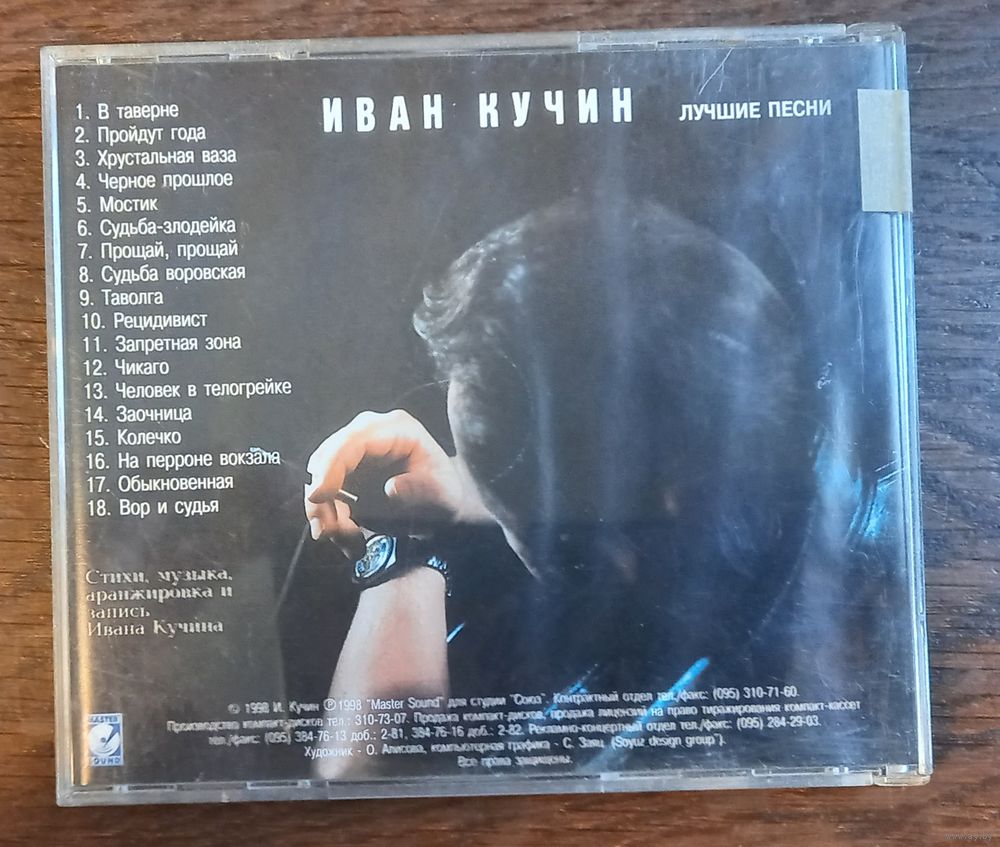 ИВАН КУЧИН ЛУЧШИЕ ПЕСНИ
1. В таверне
2. Пройдут года
3. Хрустальная ваза
4. Черное прошлое
5. Мостик
6. Судьба-злодейка
7. Прощай, прощай
8. Судьба воровская
9. Таволга
10. Рецидивист
11. Запретная зона
12. Чикаго
13. Человек в телогрейке
14. Заочница
15. Колечко
16. На перроне вокзала
17. Обыкновенная
18. Вор и судья
Стихи, музыка,
аранжировка и
запись
Ивана Кучина
© 1998 И. Кучин ℗ 1998 "Master Sound" для студии "Союз". Контрактный отдел тел./факс: (095) 310-71-60.
Производство компакт-дисков тел.: 310-73-07. Продажа компакт-дисков, продажа лицензий на право тиражирования компакт-кассет
тел./факс: (095) 384-76-13 доб.: 2-81, 384-76-16 доб.: 2-82. Рекламно-концертный отдел тел./факс: (095) 284-29-03.
Художник - О. Алисова, компьютерная графика - С. Заяц. (Soyuz design group").
Все права защищены.
MASTER
SOUND